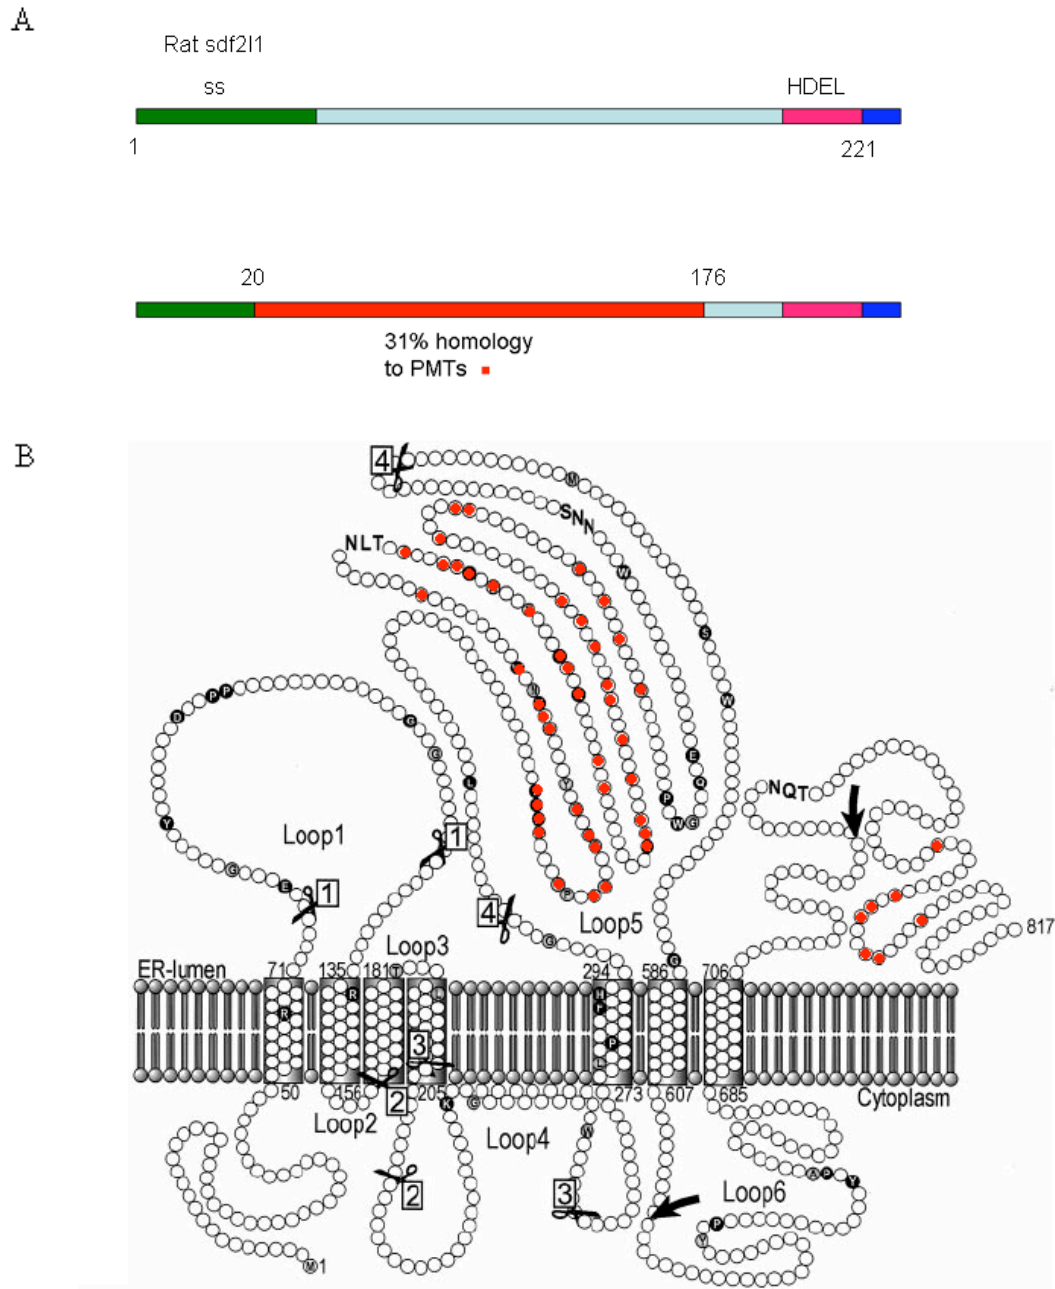 A
Rat sdf2l1
ss
HDEL
1
221
20
176
31% homology
to PMTs
B
4
M
SNN
NLT
W
S
N
W
P P
D
G
G
E
L
Y
Q
NQT
P
W G
Y
Loop1
1
G
E
1
P
4
Loop5
G
817
Loop3
ER-lumen
71
135
181
T
294
586
G
706
R
L
H
F
R
P
3
L
50
156
2
205
K
G
273
607
685
Cytoplasm
Loop2
Loop4
W
A P Y
2
3
Loop6
P
Y
M 1